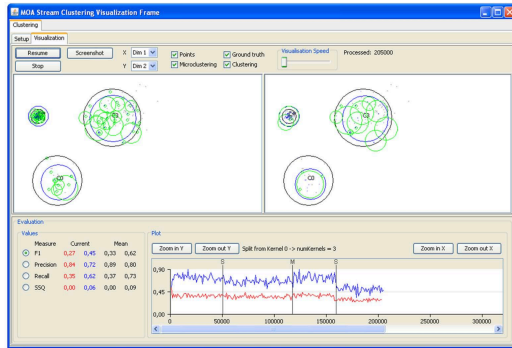 MOA Stream Clustering Visualization Frame
Clustering
Setup Visualization
Resume Screenshot X Dim 1 Points Ground truth Visualisation Speed Processed: 205000
Stop Y Dim 2 Microclustering Clustering
C0
C0
Evaluation
Values Plot
Measure Current Mean
Zoom in Y Zoom out Y Split from Kernel 0 -> numKernels = 3 Zoom in X Zoom out X
F1 0,27 0,45 0,33 0,62
Precision 0,84 0,72 0,89 0,80
Recall 0,35 0,62 0,37 0,73
SSQ 0,00 0,06 0,00 0,09
S M S
0,90
0,45
0,00
0 50000 100000 150000 200000 250000 300000